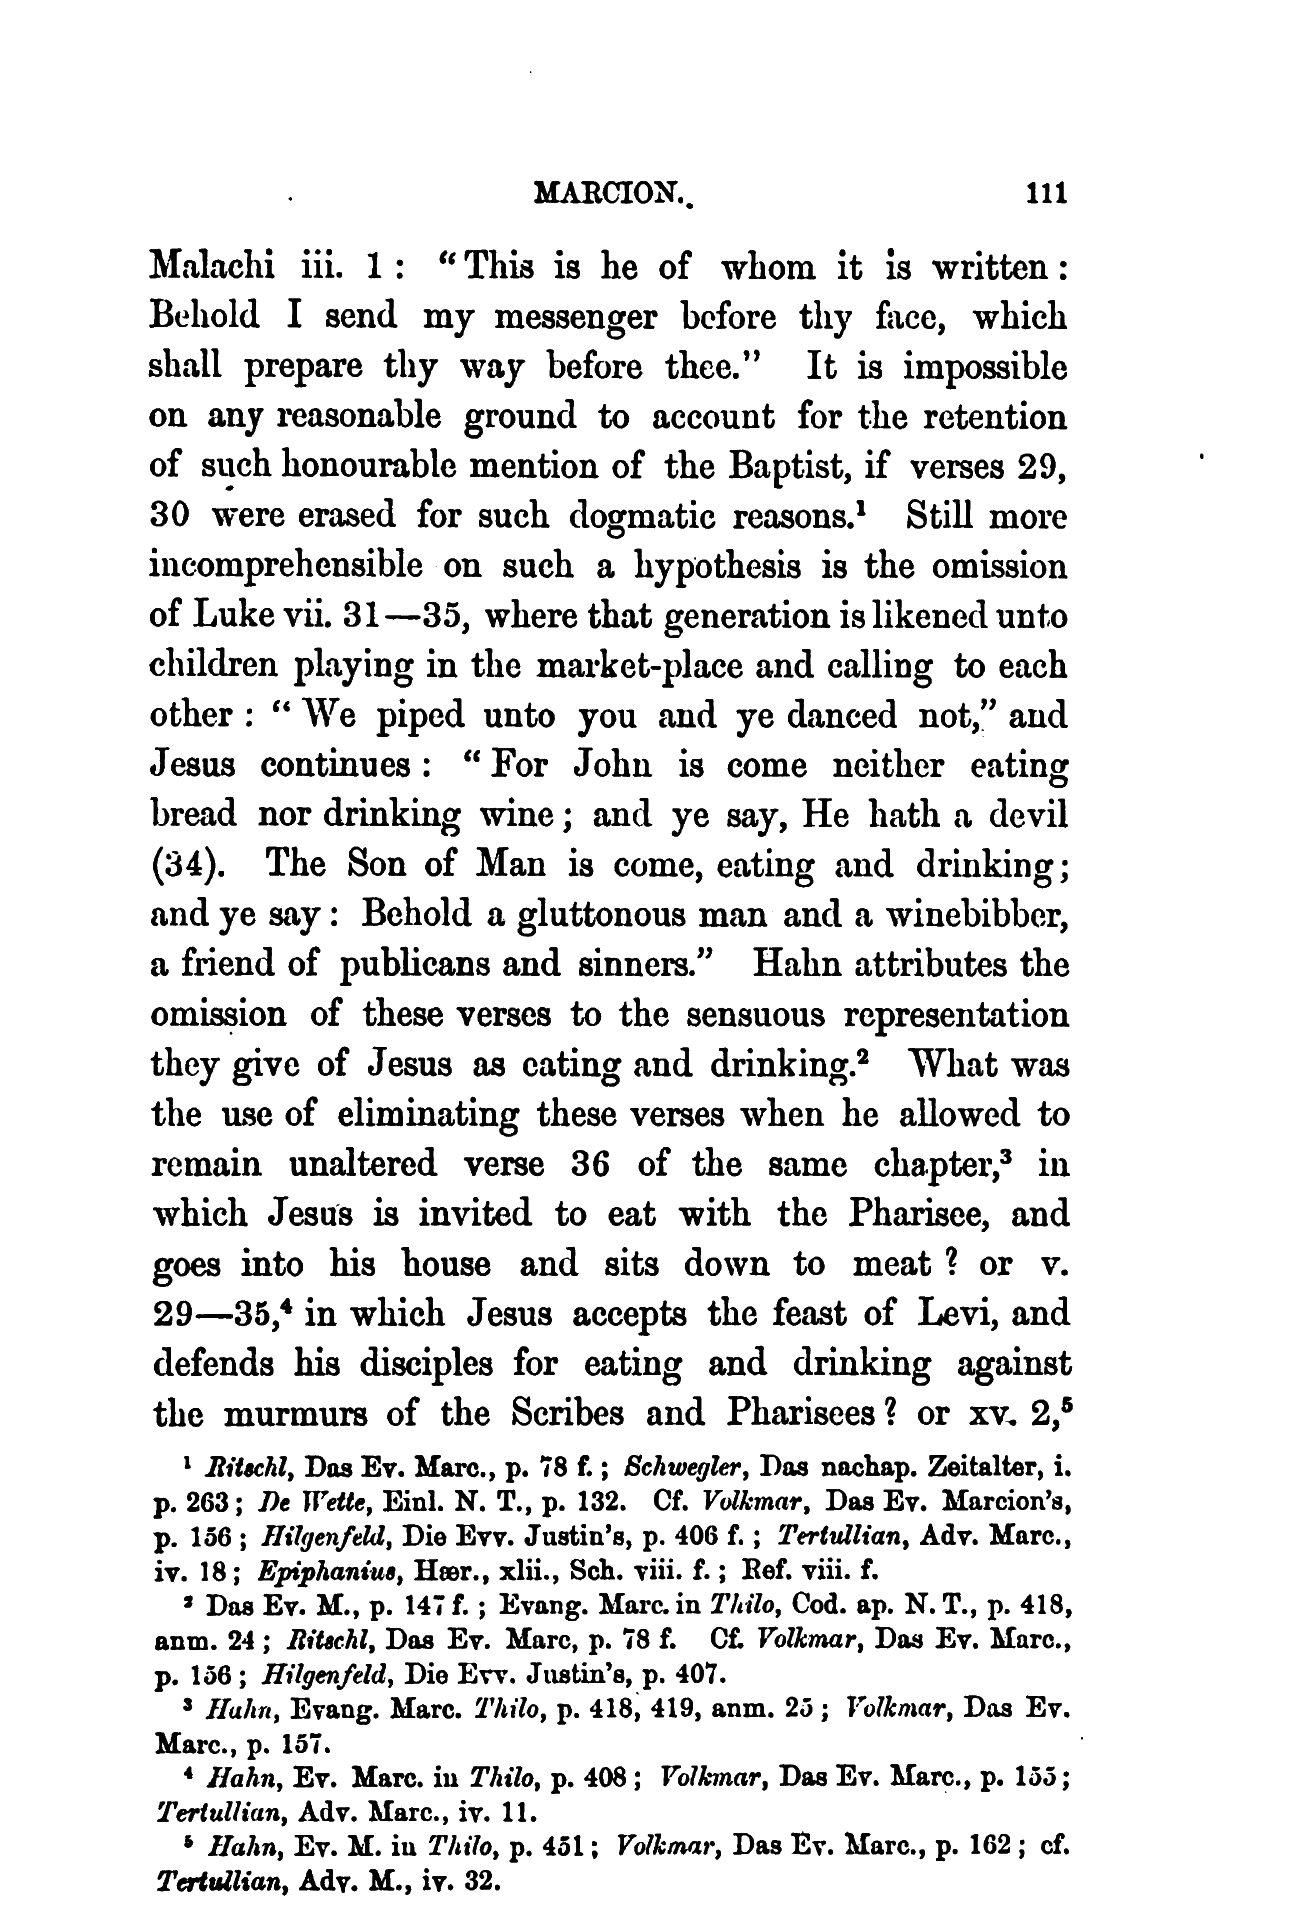 MARCION. 111
Malachi iii. 1 : “This is he of whom it is written :
Behold I send my messenger before thy face, which
shall prepare thy way before thee.” It is impossible
on any reasonable ground to account for the retention
of such honourable mention of the Baptist, if verses 29,
30 were erased for such dogmatic reasons.¹ Still more
incomprehensible on such a hypothesis is the omission
of Luke vii. 31—35, where that generation is likened unto
children playing in the market-place and calling to each
other : “ We piped unto you and ye danced not,” and
Jesus continues : “ For John is come neither eating
bread nor drinking wine ; and ye say, He hath a devil
(34). The Son of Man is come, eating and drinking ;
and ye say : Behold a gluttonous man and a winebibber,
a friend of publicans and sinners.” Hahn attributes the
omission of these verses to the sensuous representation
they give of Jesus as eating and drinking.² What was
the use of eliminating these verses when he allowed to
remain unaltered verse 36 of the same chapter,³ in
which Jesus is invited to eat with the Pharisee, and
goes into his house and sits down to meat ? or v.
29—35,⁴ in which Jesus accepts the feast of Levi, and
defends his disciples for eating and drinking against
the murmurs of the Scribes and Pharisees ? or xv. 2,⁵
¹ Ritschl, Das Ev. Marc., p. 78 f. ; Schwegler, Das nachap. Zeitalter, i.
p. 263 ; De Wette, Einl. N. T., p. 132. Cf. Volkmar, Das Ev. Marcion's,
p. 156 ; Hilgenfeld, Die Evv. Justin's, p. 406 f. ; Tertullian, Adv. Marc.,
iv. 18 ; Epiphanius, Hær., xlii., Sch. viii. f. ; Ref. viii. f.
² Das Ev. M., p. 147 f. ; Evang. Marc. in Thilo, Cod. ap. N. T., p. 418,
anm. 24 ; Ritschl, Das Ev. Marc, p. 78 f. Cf. Volkmar, Das Ev. Marc.,
p. 156 ; Hilgenfeld, Die Evv. Justin's, p. 407.
³ Hahn, Evang. Marc. Thilo, p. 418, 419, anm. 25 ; Volkmar, Das Ev.
Marc., p. 157.
⁴ Hahn, Ev. Marc. in Thilo, p. 408 ; Volkmar, Das Ev. Marc., p. 155 ;
Tertullian, Adv. Marc., iv. 11.
⁵ Hahn, Ev. M. in Thilo, p. 451 ; Volkmar, Das Ev. Marc., p. 162 ; cf.
Tertullian, Adv. M., iv. 32.